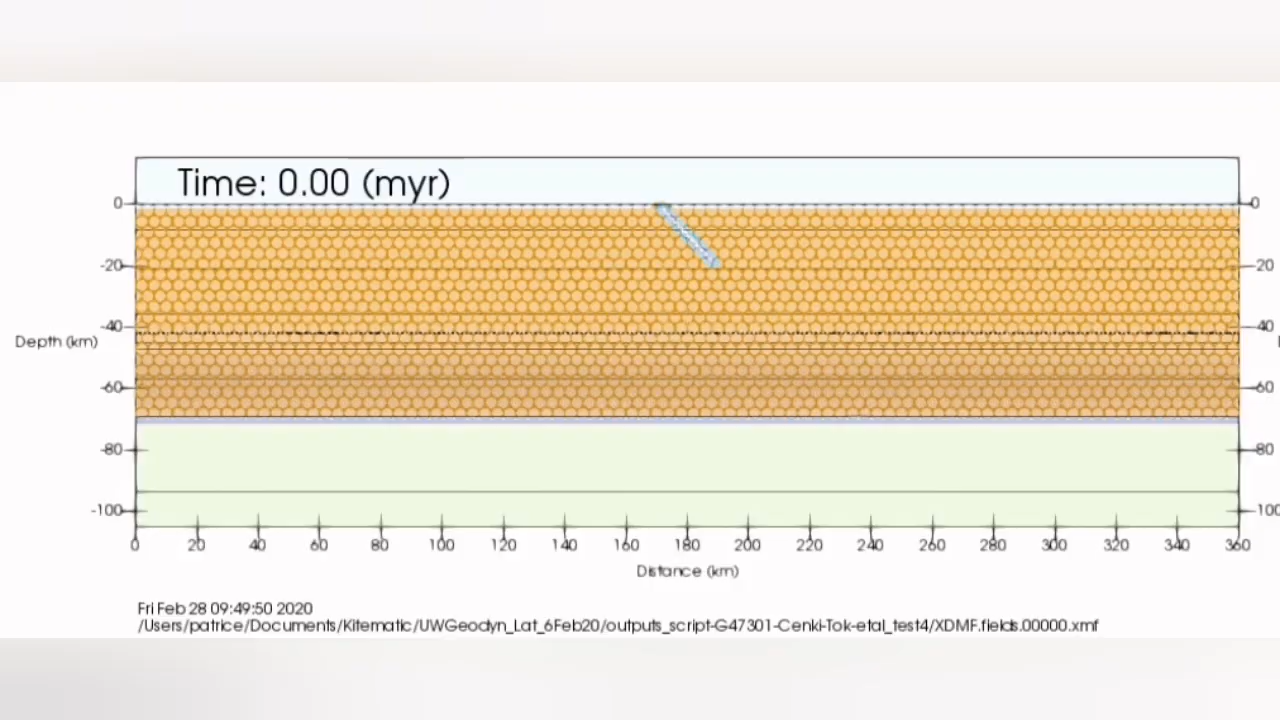 Time: 0.00 (myr)
0
-20
-40
-60
-80
-100
Depth (km)
0
-20
-40
-60
-80
-100
0 20 40 60 80 100 120 140 160 180 200 220 240 260 280 300 320 340 360
Distance (km)
Fri Feb 28 09:49:50 2020
/Users/patrice/Documents/Kitematic/UWGeodyn_Lat_6Feb20/outputs_script-G47301-Cenki-Tok-etal_test4/XDMF.fields.00000.xmf